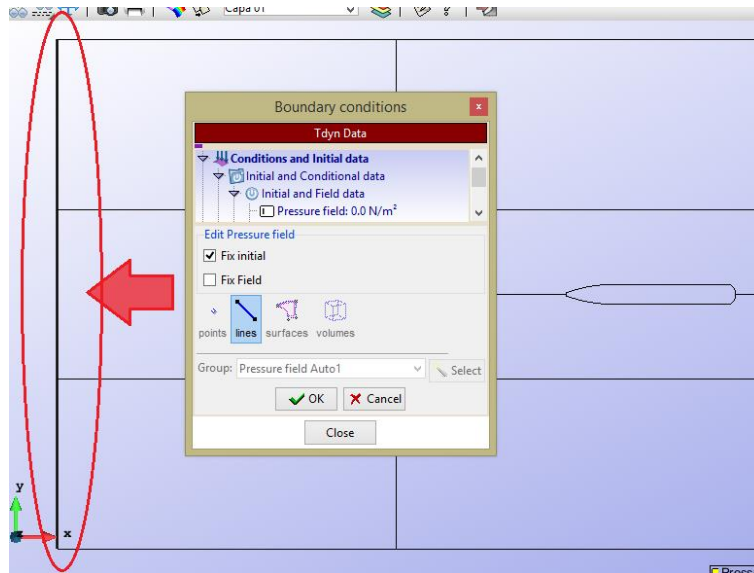 Capa 01
Boundary conditions
x
Tdyn Data
Conditions and Initial data
Initial and Conditional data
Initial and Field data
Pressure field: 0.0 N/m²
Edit Pressure field
Fix initial
Fix Field
points lines surfaces volumes
Group: Pressure field Auto1 Select
OK Cancel
Close
y
x